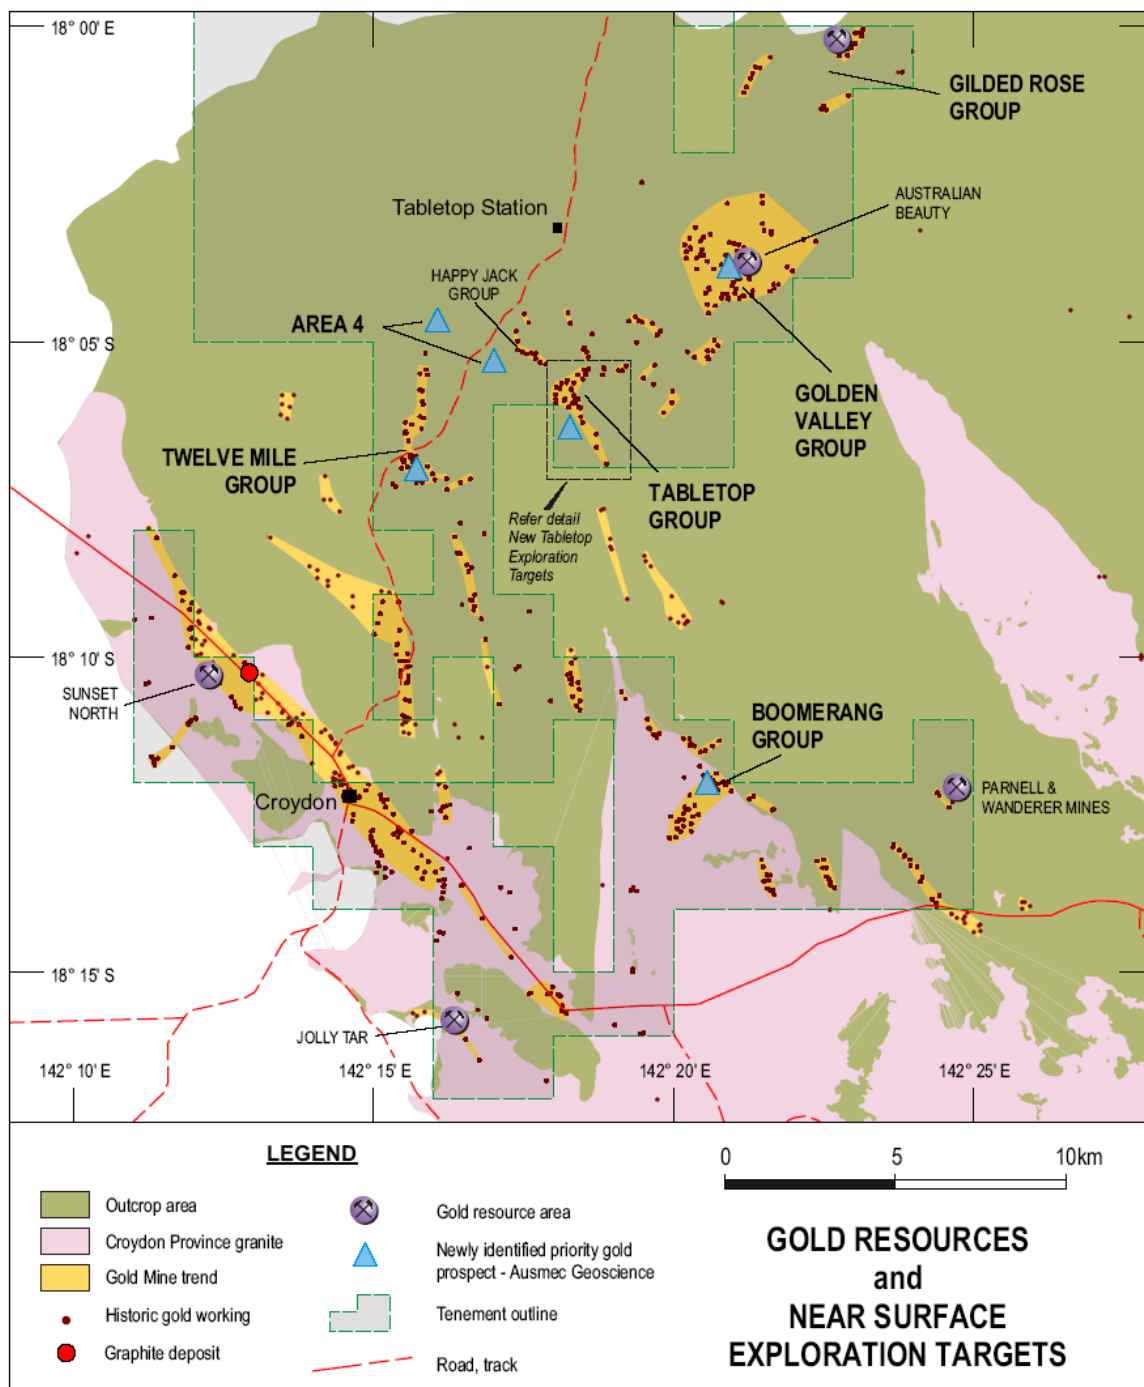 18° 00' E
GILDED ROSE
GROUP
AUSTRALIAN
BEAUTY
Tabletop Station
HAPPY JACK
GROUP
AREA 4
18° 05' S
GOLDEN
VALLEY
GROUP
TWELVE MILE
GROUP
TABLETOP
GROUP
Refer detail
New Tabletop
Exploration
Targets
18° 10' S
SUNSET
NORTH
BOOMERANG
GROUP
Croydon
PARNELL &
WANDERER MINES
18° 15' S
JOLLY TAR
142° 10' E
142° 15' E
142° 20' E
142° 25' E
LEGEND
Outcrop area
Croydon Province granite
Gold Mine trend
Historic gold working
Graphite deposit
Gold resource area
Newly identified priority gold
prospect - Ausmec Geoscience
Tenement outline
Road, track
0 5 10km
GOLD RESOURCES
and
NEAR SURFACE
EXPLORATION TARGETS